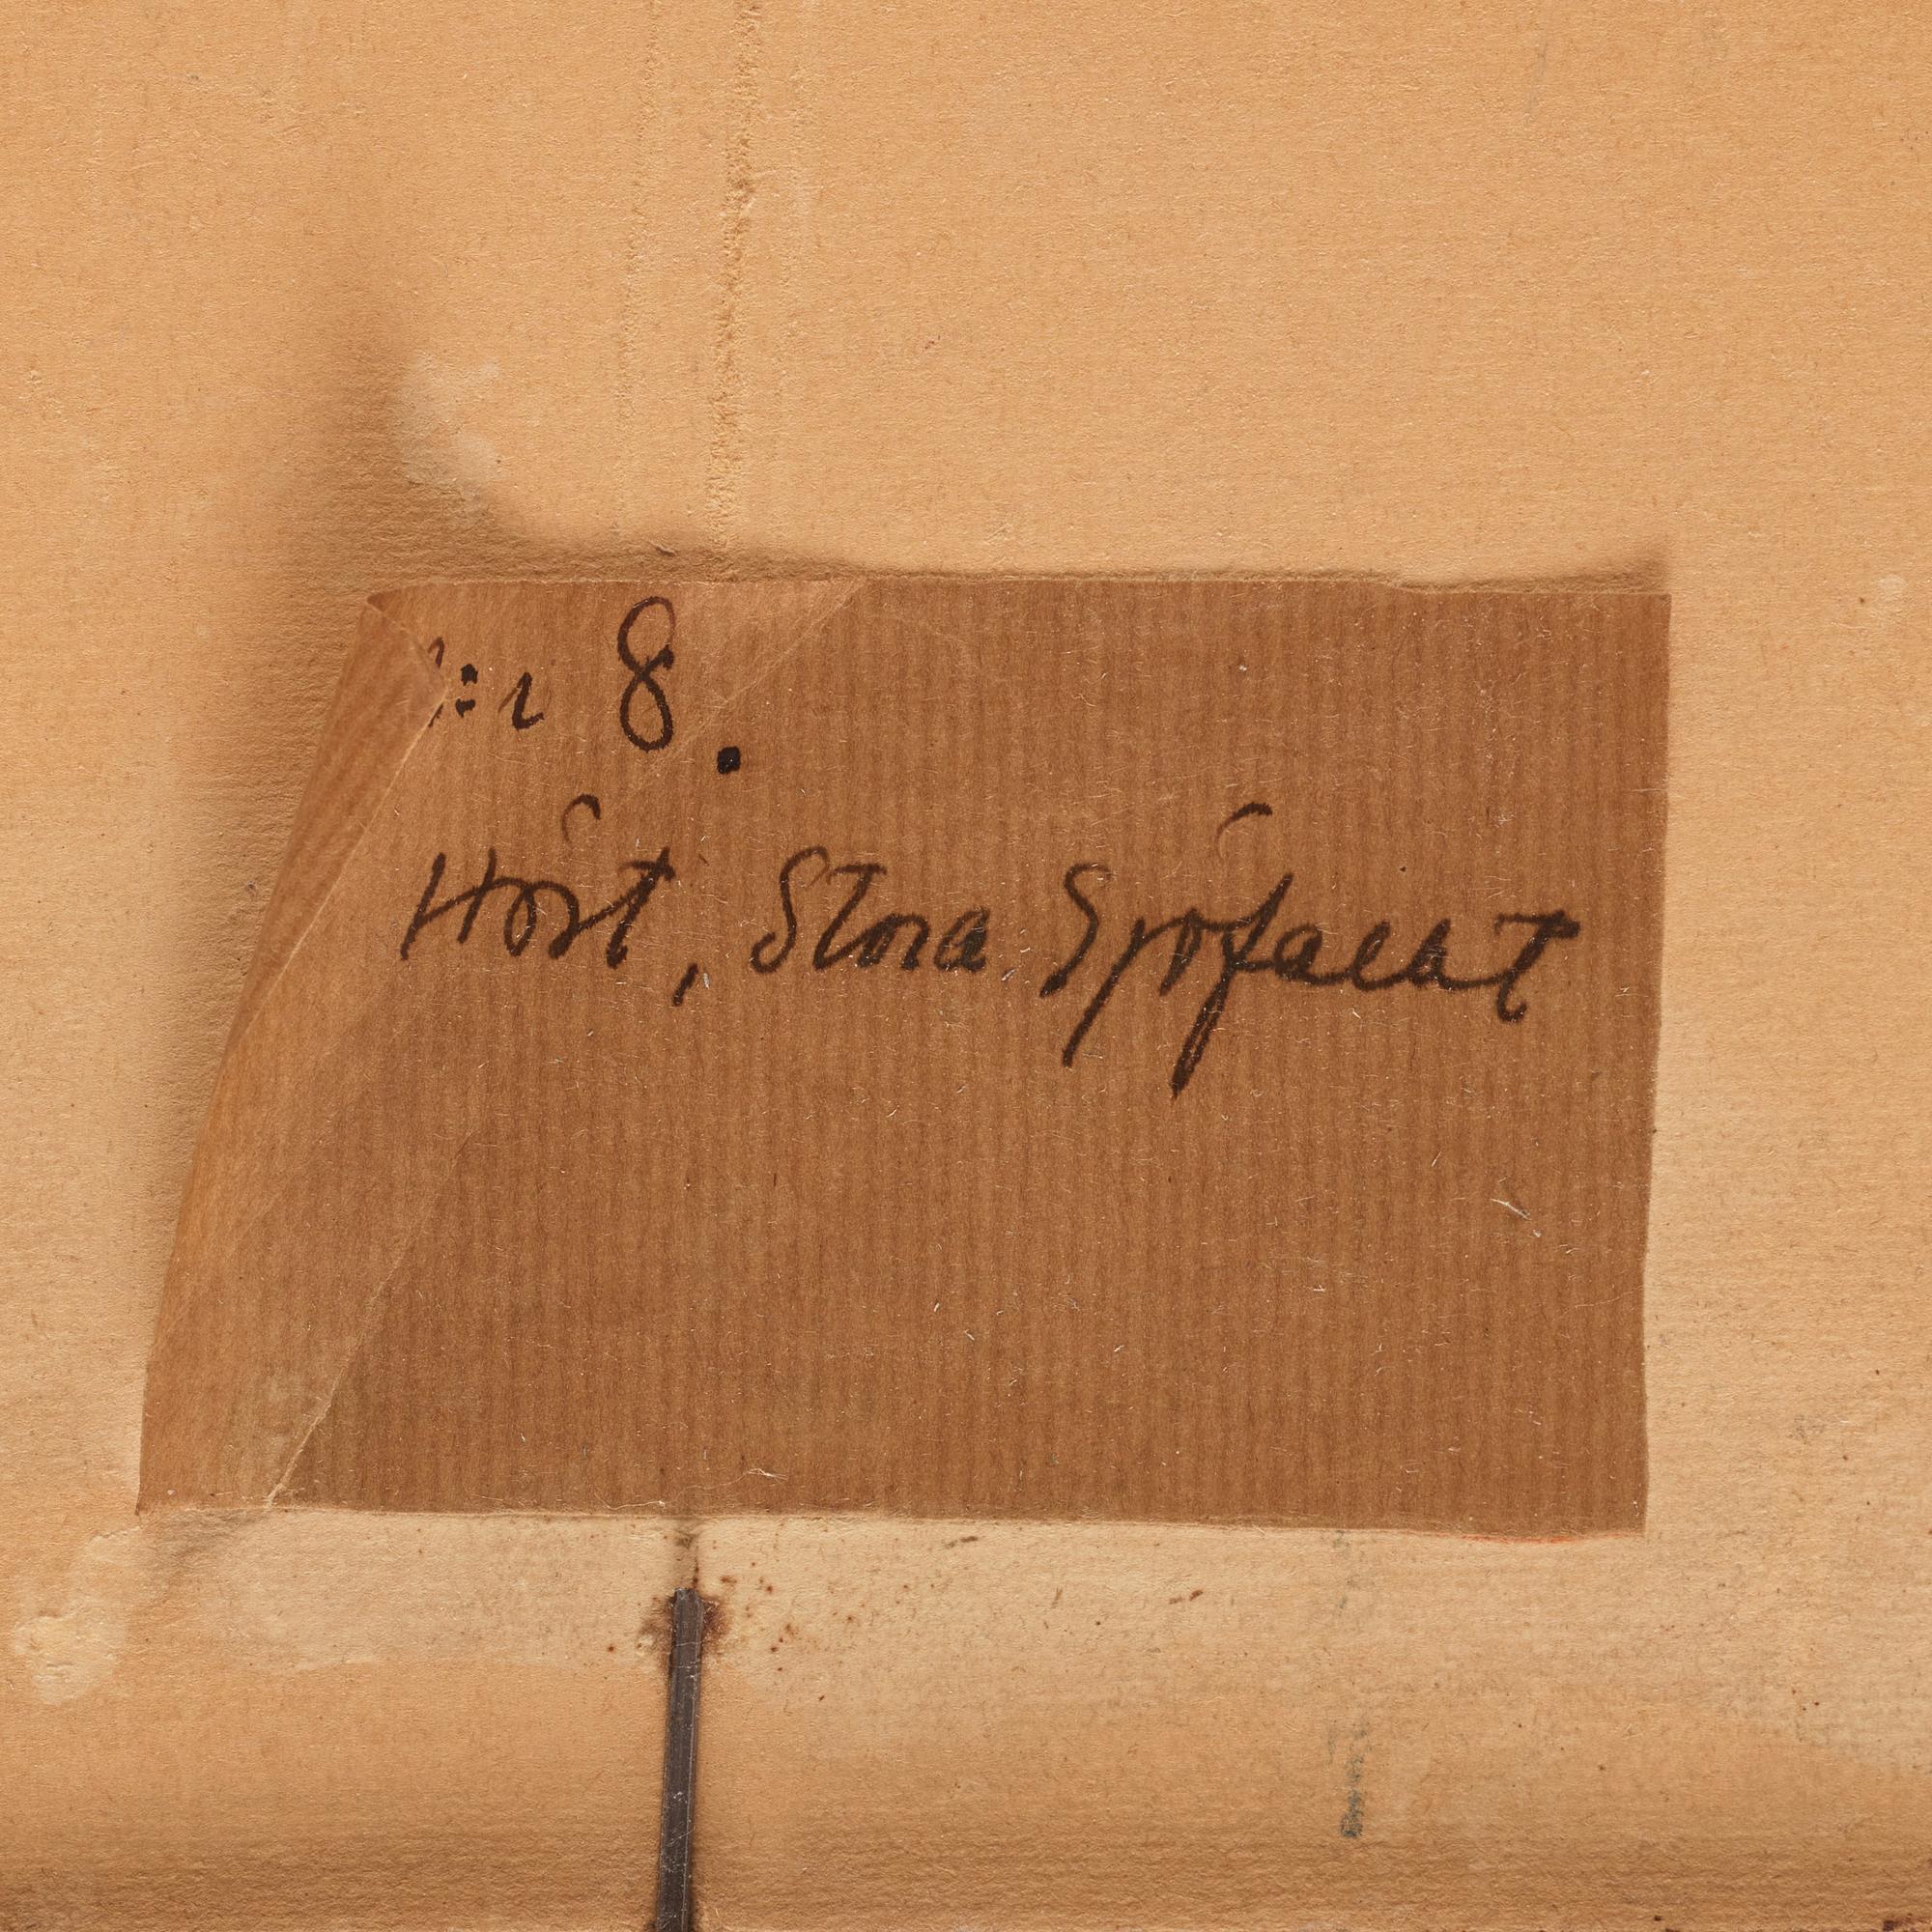 :r 8.
Höst, Stora Sjöfallet